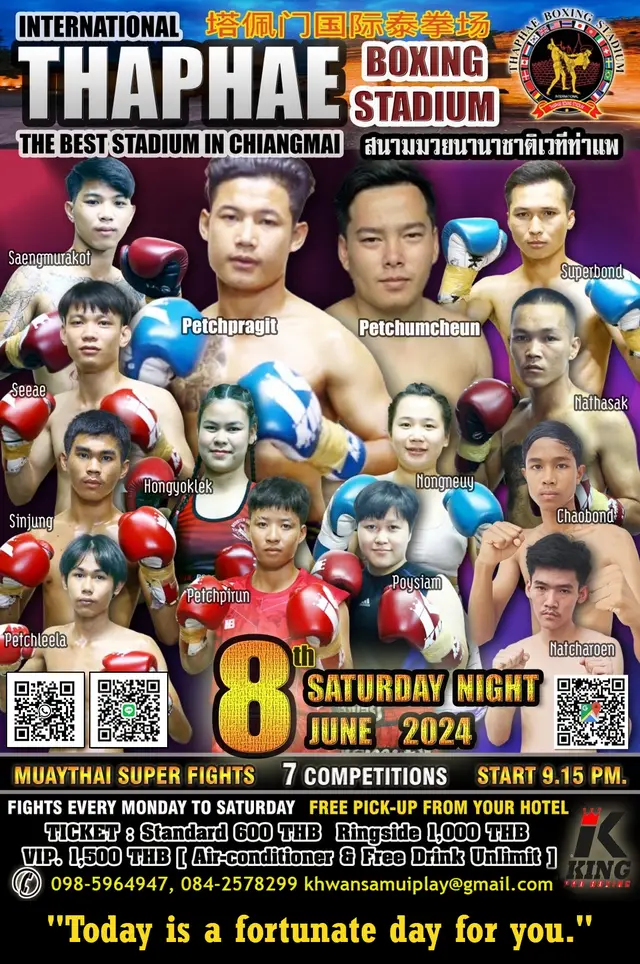 INTERNATIONAL
塔佩门国际泰拳场
THAPHAE
BOXING
STADIUM
THAPHAE BOXING STADIUM
INTERNATIONAL
THE BEST STADIUM IN CHIANGMAI
สนามมวยนานาชาติเวทีท่าแพ
Saengmurakot
Superbond
Petchpragit
Petchumcheun
Seeae
Nathasak
Hongyoklek
Nongneuy
Sinjung
Chaobond
Petchpirun
Poysiam
Petchleela
Natcharoen
8th
SATURDAY NIGHT
JUNE 2024
MUAYTHAI SUPER FIGHTS 7 COMPETITIONS START 9.15 PM.
FIGHTS EVERY MONDAY TO SATURDAY FREE PICK-UP FROM YOUR HOTEL
TICKET : Standard 600 THB Ringside 1,000 THB
VIP. 1,500 THB [ Air-conditioner & Free Drink Unlimit ]
098-5964947, 084-2578299 khwansamuiplay@gmail.com
K
KING
"Today is a fortunate day for you."